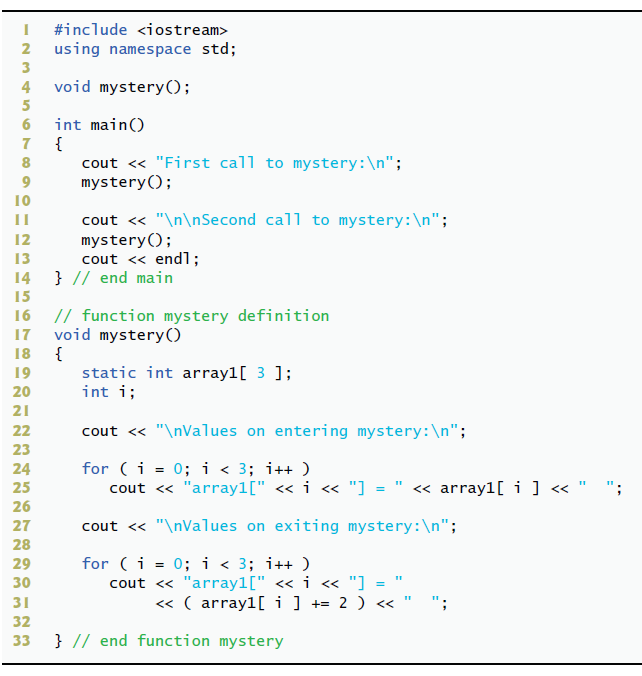 1 #include <iostream>
2 using namespace std;
3
4 void mystery();
5
6 int main()
7 {
8    cout << "First call to mystery:\n";
9    mystery();
10
11    cout << "\n\nSecond call to mystery:\n";
12    mystery();
13    cout << endl;
14 } // end main
15
16 // function mystery definition
17 void mystery()
18 {
19    static int array1[ 3 ];
20    int i;
21
22    cout << "\nValues on entering mystery:\n";
23
24    for ( i = 0; i < 3; i++ )
25       cout << "array1[" << i << "] = " << array1[ i ] << "  ";
26
27    cout << "\nValues on exiting mystery:\n";
28
29    for ( i = 0; i < 3; i++ )
30       cout << "array1[" << i << "] = "
31            << ( array1[ i ] += 2 ) << "  ";
32
33 } // end function mystery